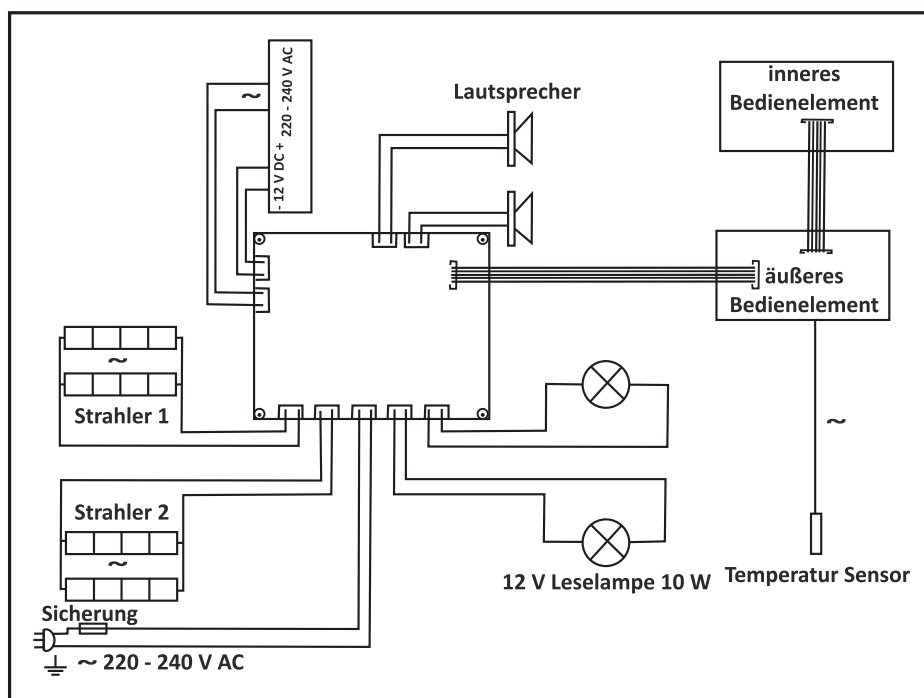 - 12 V DC + 220 - 240 V AC
~
Lautsprecher
inneres
Bedienelement
äußeres
Bedienelement
~
Strahler 1
~
Strahler 2
~
12 V Leselampe 10 W
Temperatur Sensor
Sicherung
~ 220 - 240 V AC